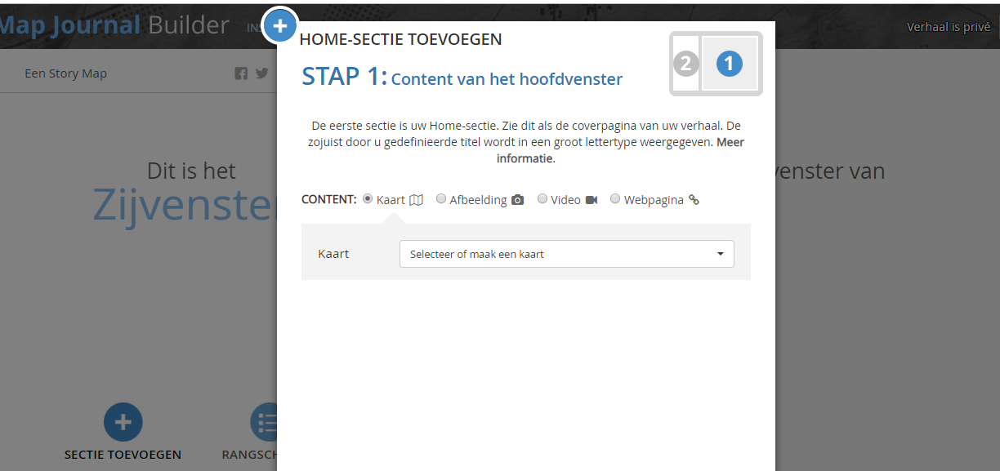 Map Journal Builder
HOME-SECTIE TOEVOEGEN
Verhaal is privé
STAP 1: Content van het hoofdvenster
2 1
Een Story Map
De eerste sectie is uw Home-sectie. Zie dit als de coverpagina van uw verhaal. De
zojuist door u gedefinieerde titel wordt in een groot lettertype weergegeven. Meer
informatie.
Dit is het
Zijvenster
venster van
CONTENT: Kaart Afbeelding Video Webpagina
Kaart Selecteer of maak een kaart
SECTIE TOEVOEGEN
RANGSCH